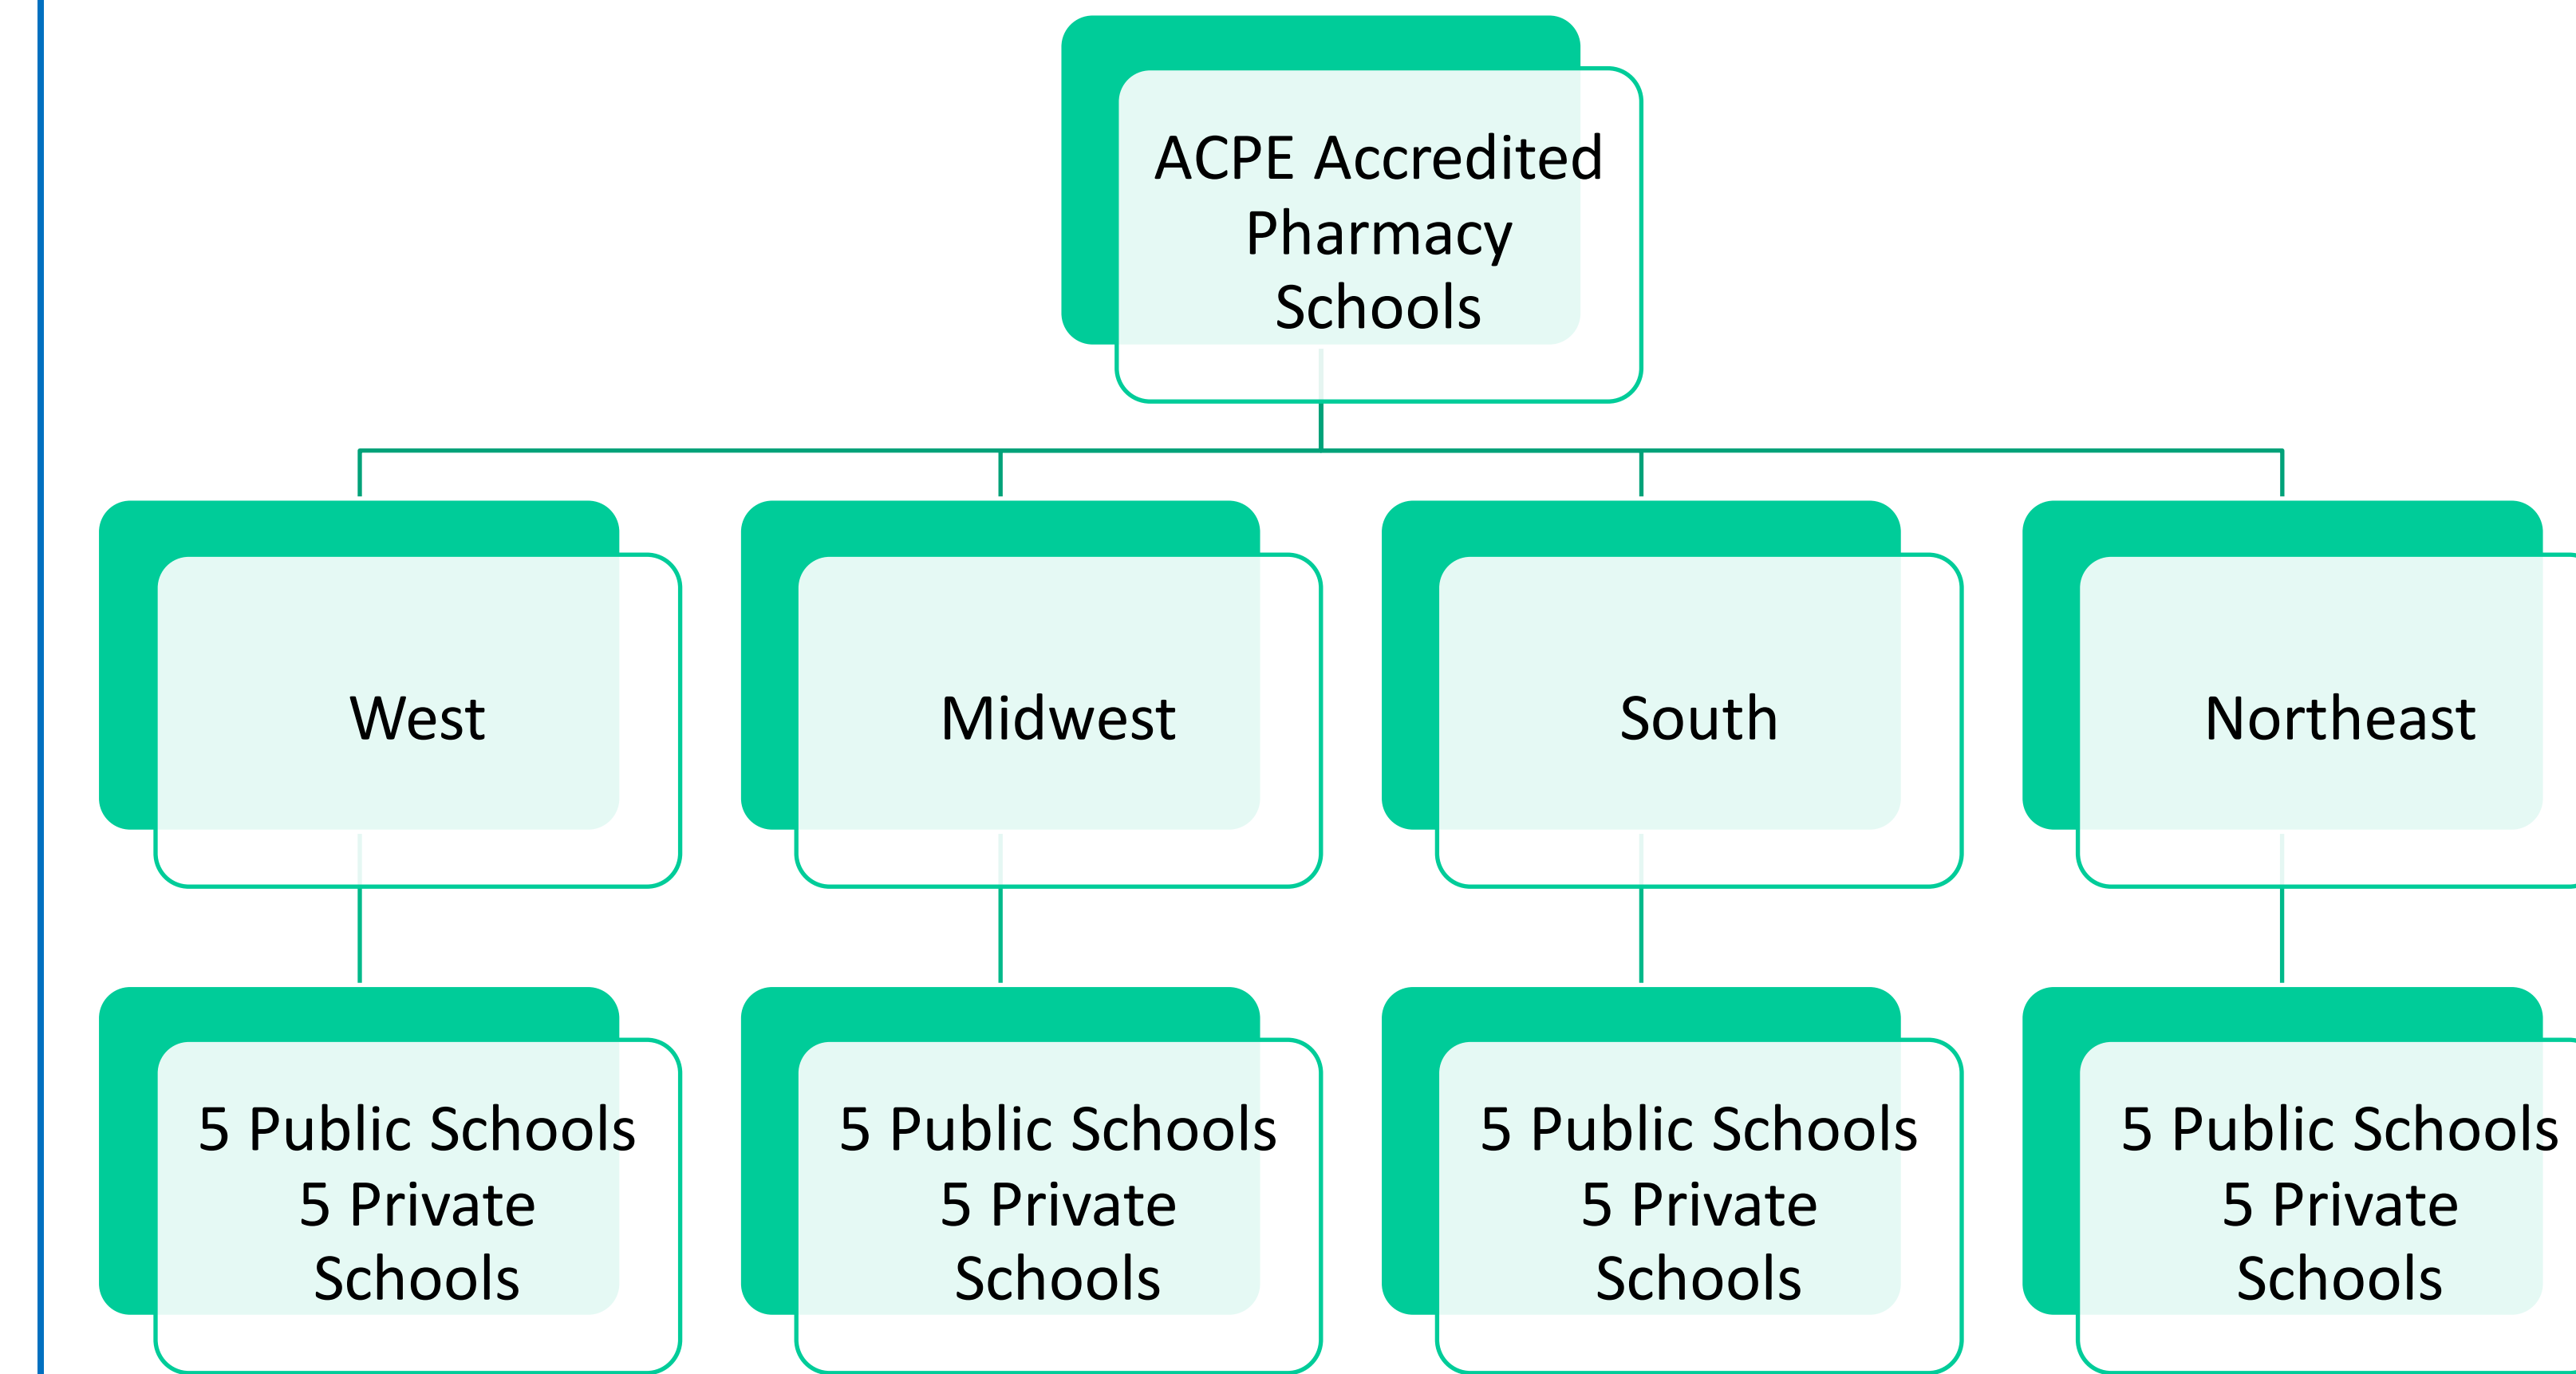 ACPE Accredited
Pharmacy
Schools
West
Midwest
South
Northeast
5 Public Schools
5 Private
Schools
5 Public Schools
5 Private
Schools
5 Public Schools
5 Private
Schools
5 Public Schools
5 Private
Schools